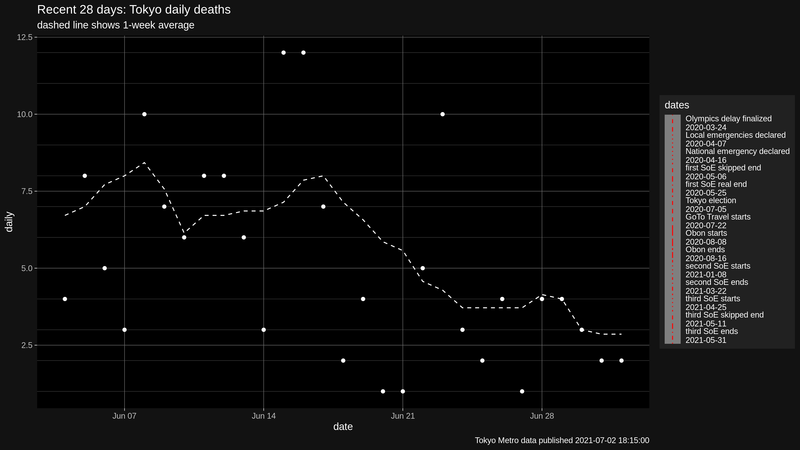 Recent 28 days: Tokyo daily deaths
dashed line shows 1-week average
12.5
10.0
7.5
5.0
2.5
daily
Jun 07
Jun 14
Jun 21
Jun 28
date
Tokyo Metro data published 2021-07-02 18:15:00
dates
Olympics delay finalized
2020-03-24
Local emergencies declared
2020-04-07
National emergency declared
2020-04-16
first SoE skipped end
2020-05-06
first SoE real end
2020-05-25
Tokyo election
2020-07-05
GoTo Travel starts
2020-07-22
Obon starts
2020-08-08
Obon ends
2020-08-16
second SoE starts
2021-01-08
second SoE ends
2021-03-22
third SoE starts
2021-04-25
third SoE skipped end
2021-05-11
third SoE ends
2021-05-31